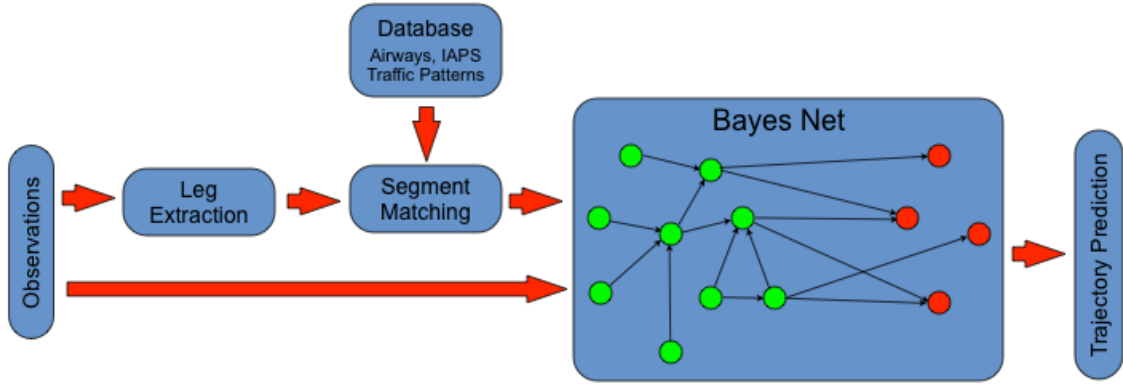 Database
Airways, IAPS
Traffic Patterns
Observations
Leg
Extraction
Segment
Matching
Bayes Net
Trajectory Prediction